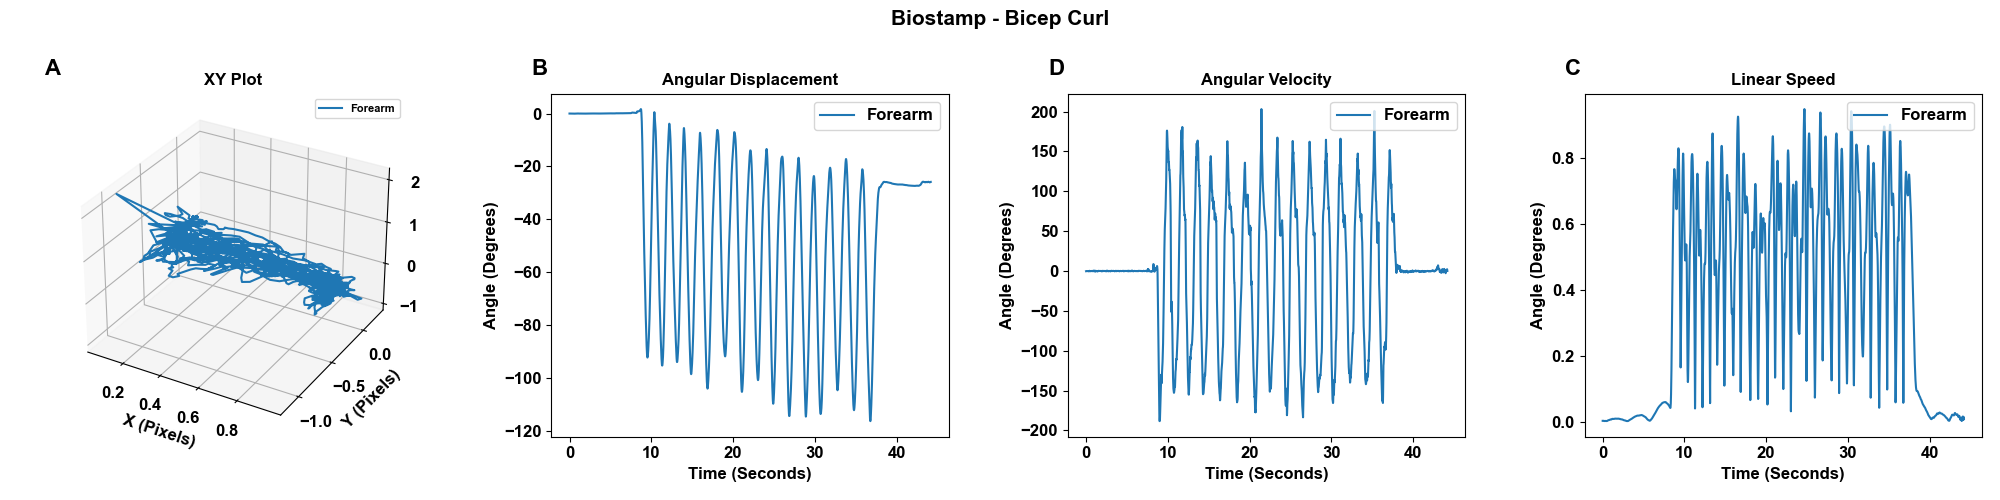 Biostamp - Bicep Curl
A
XY Plot
Forearm
2
1
0
−1
0.0
−0.5
−1.0
0.2
0.4
0.6
0.8
X (Pixels)
Y (Pixels)
B
Angular Displacement
Forearm
0
−20
−40
−60
−80
−100
−120
Angle (Degrees)
0 10 20 30 40
Time (Seconds)
D
Angular Velocity
Forearm
200
150
100
50
0
−50
−100
−150
−200
Angle (Degrees)
0 10 20 30 40
Time (Seconds)
C
Linear Speed
Forearm
0.8
0.6
0.4
0.2
0.0
Angle (Degrees)
0 10 20 30 40
Time (Seconds)